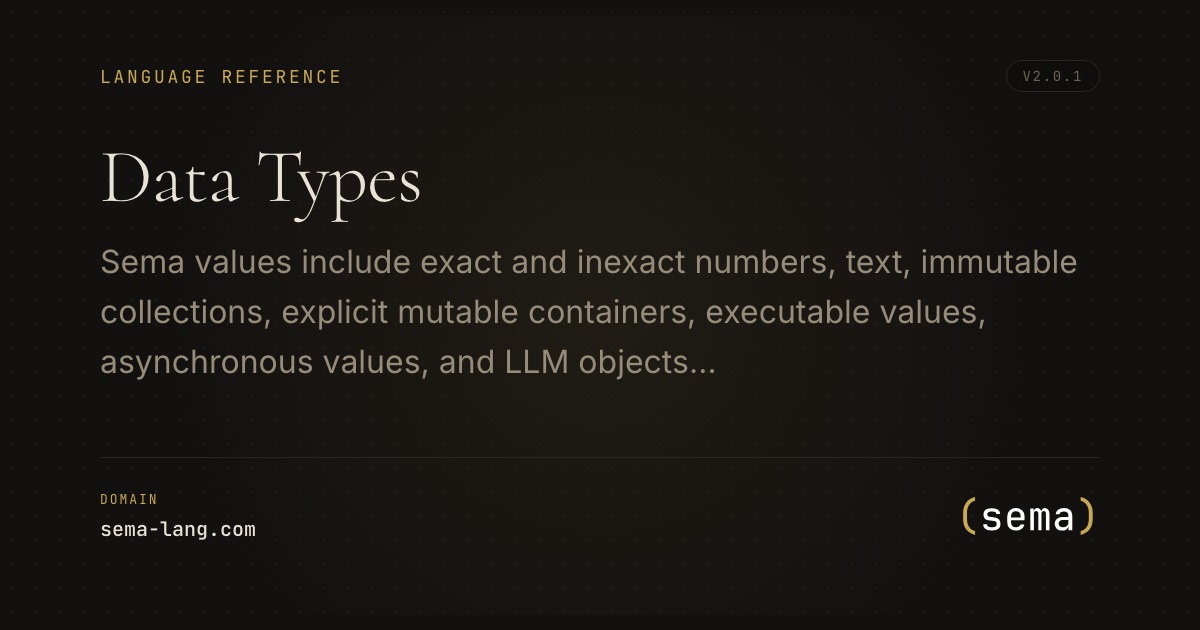 LANGUAGE REFERENCE
V2.0.1
Data Types
Sema values include exact and inexact numbers, text, immutable
collections, explicit mutable containers, executable values,
asynchronous values, and LLM objects...
DOMAIN
sema-lang.com
(sema)